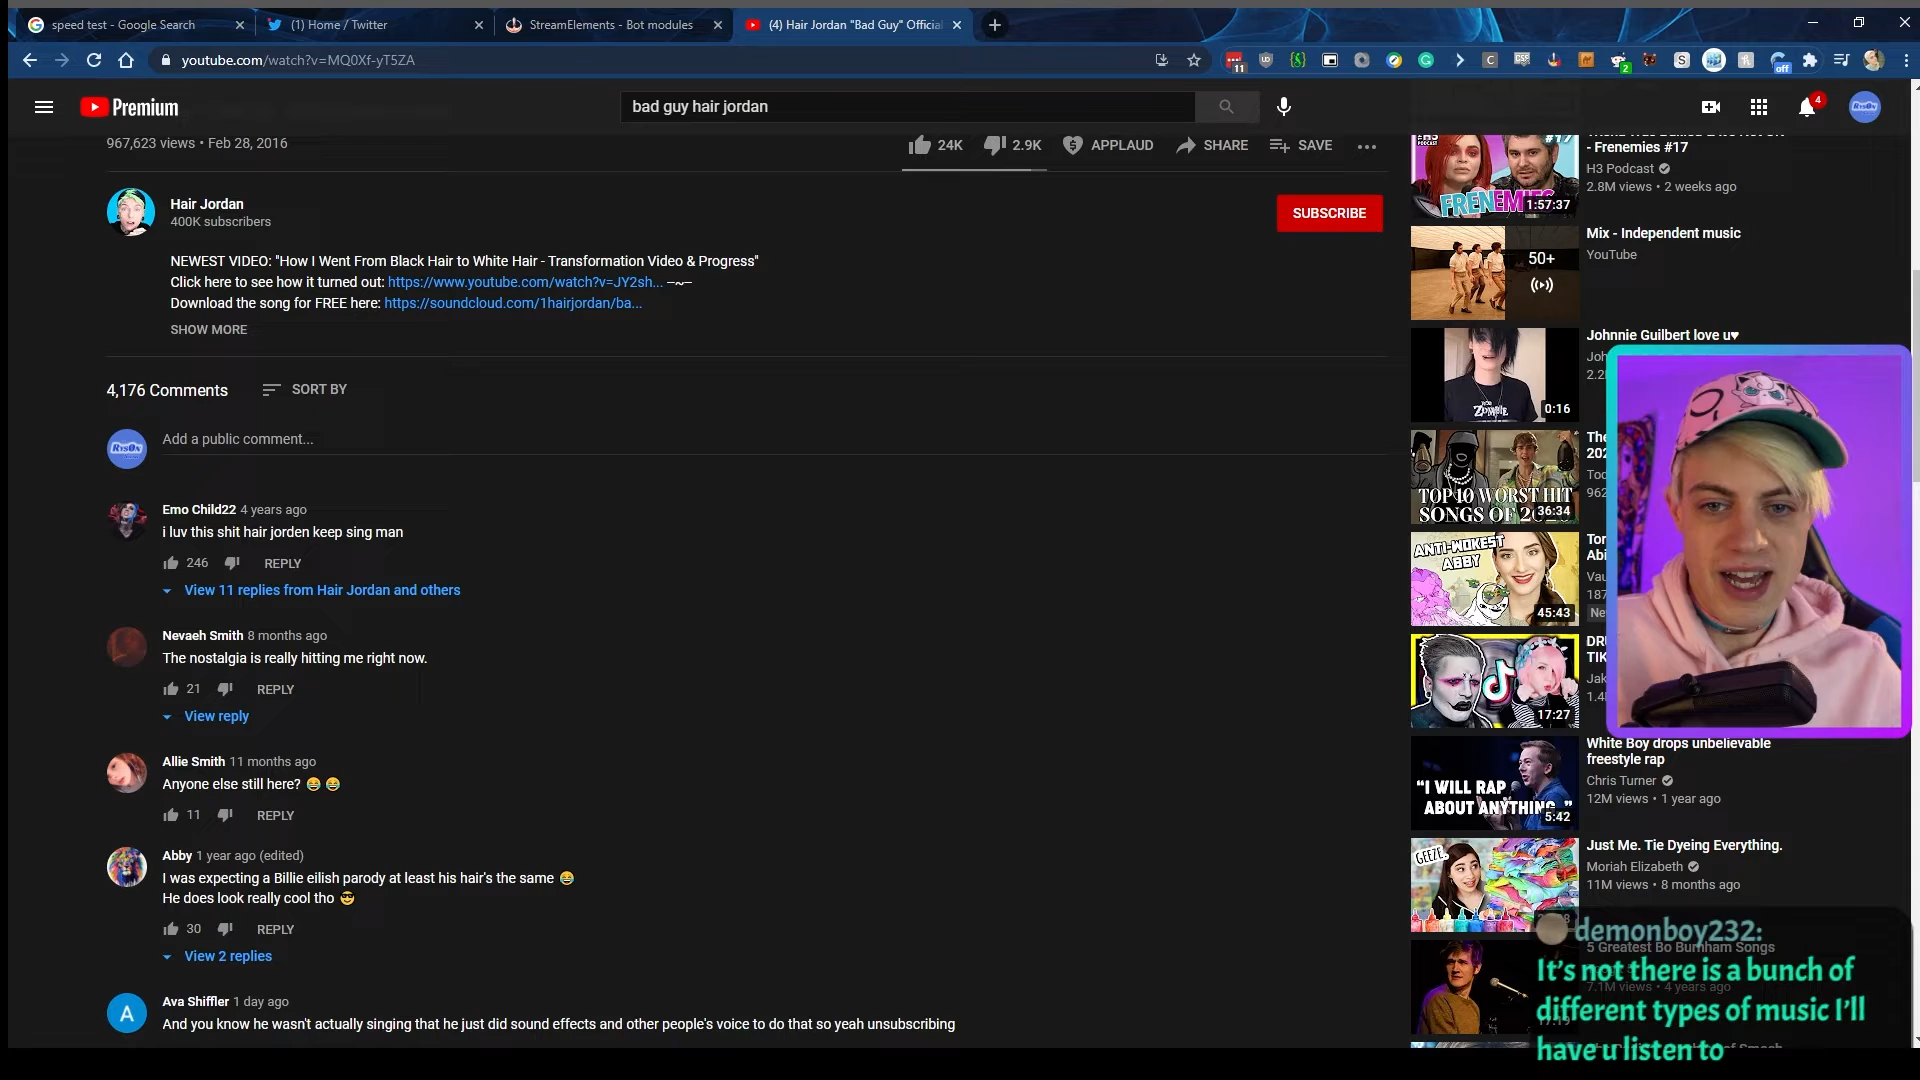 speed test - Google Search
(1) Home / Twitter
StreamElements - Bot modules
(4) Hair Jordan "Bad Guy" Official
youtube.com/watch?v=MQ0Xf-yT5ZA
11
2
off
Premium
bad guy hair jordan
4
967,623 views • Feb 28, 2016
24K
2.9K
APPLAUD
SHARE
SAVE
Hair Jordan
400K subscribers
SUBSCRIBE
NEWEST VIDEO: "How I Went From Black Hair to White Hair - Transformation Video & Progress"
Click here to see how it turned out: https://www.youtube.com/watch?v=JY2sh... –~–
Download the song for FREE here: https://soundcloud.com/1hairjordan/ba...
SHOW MORE
4,176 Comments
SORT BY
Add a public comment...
Emo Child22 4 years ago
i luv this shit hair jorden keep sing man
246
REPLY
View 11 replies from Hair Jordan and others
Nevaeh Smith 8 months ago
The nostalgia is really hitting me right now.
21
REPLY
View reply
Allie Smith 11 months ago
Anyone else still here? 😂 😂
11
REPLY
Abby 1 year ago (edited)
I was expecting a Billie eilish parody at least his hair's the same 😂
He does look really cool tho 😎
30
REPLY
View 2 replies
A
Ava Shiffler 1 day ago
And you know he wasn't actually singing that he just did sound effects and other people's voice to do that so yeah unsubscribing
- Frenemies #17
H3 Podcast
2.8M views • 2 weeks ago
FRENEMIES
1:57:37
Mix - Independent music
YouTube
50+
Johnnie Guilbert love u♥
Joh
2.2
ZOMBIE
0:16
The
202
Tod
962
TOP 10 WORST HIT
SONGS OF 2020
36:34
Tor
Abi
Vau
187
Ne
ANTI-WOKEST
ABBY
45:43
DRU
TIK
Jak
1.4
17:27
White Boy drops unbelievable
freestyle rap
Chris Turner
12M views • 1 year ago
"I WILL RAP
ABOUT ANYTHING "
5:42
Just Me. Tie Dyeing Everything.
Moriah Elizabeth
11M views • 8 months ago
GEEZE.
5 Greatest Bo Burnham Songs
7.1M views • 4 years ago
17:19
demonboy232:
It's not there is a bunch of
different types of music I'll
have u listen to